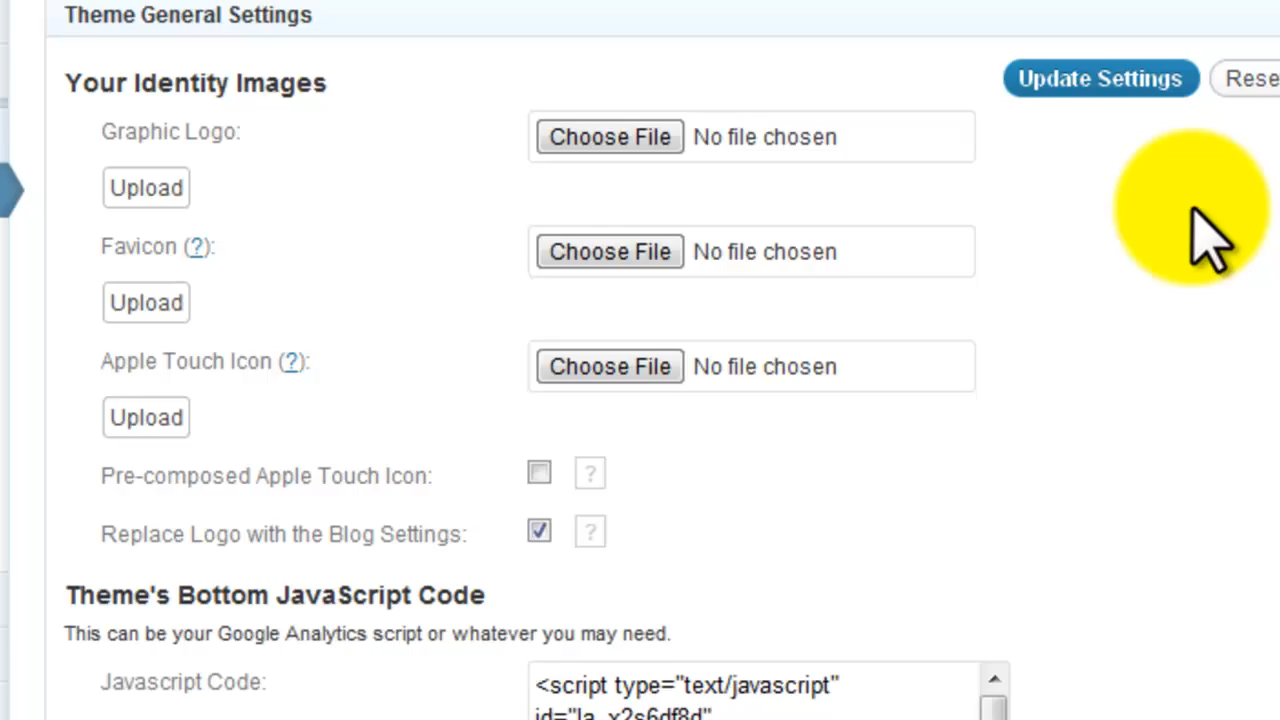 Theme General Settings
Your Identity Images
Update Settings
Rese
Graphic Logo:
Choose File No file chosen
Upload
Favicon (?):
Choose File No file chosen
Upload
Apple Touch Icon (?):
Choose File No file chosen
Upload
Pre-composed Apple Touch Icon:
?
Replace Logo with the Blog Settings:
?
Theme's Bottom JavaScript Code
This can be your Google Analytics script or whatever you may need.
Javascript Code:
<script type="text/javascript"